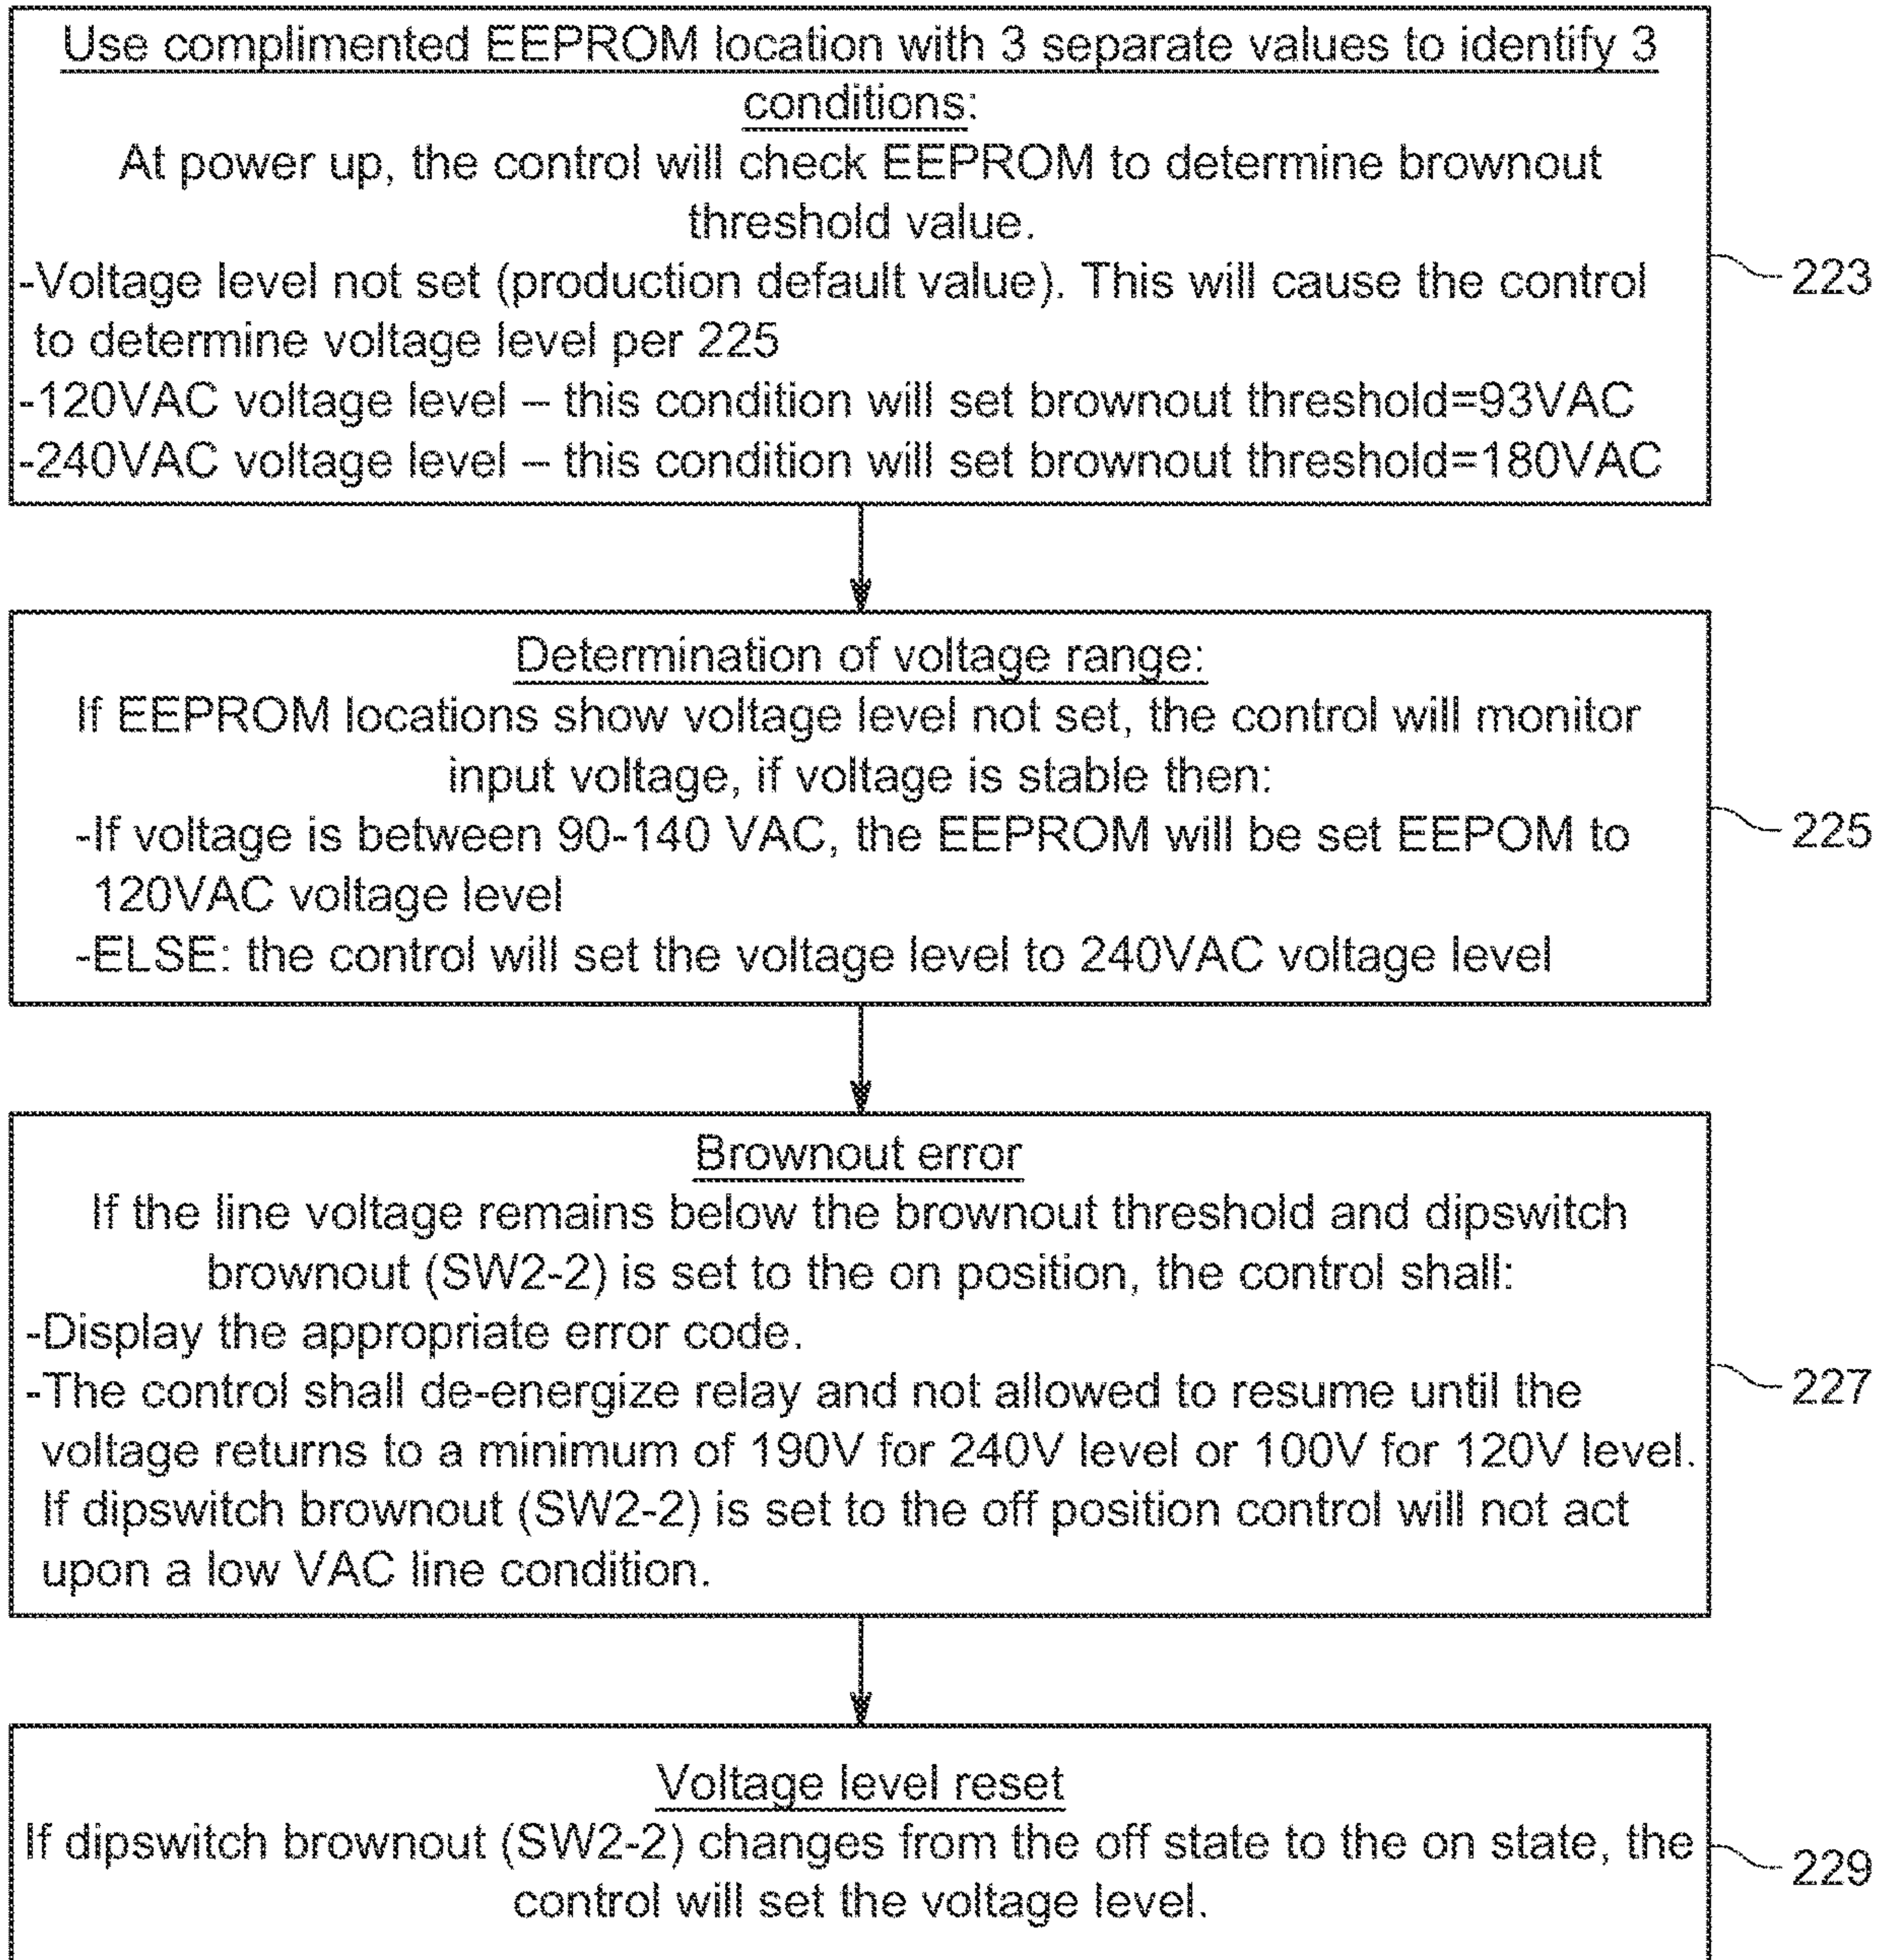 Use complimented EEPROM location with 3 separate values to identify 3
conditions:
At power up, the control will check EEPROM to determine brownout
threshold value.
-Voltage level not set (production default value). This will cause the control
to determine voltage level per 225
-120VAC voltage level – this condition will set brownout threshold=93VAC
-240VAC voltage level – this condition will set brownout threshold=180VAC
223
Determination of voltage range:
If EEPROM locations show voltage level not set, the control will monitor
input voltage, if voltage is stable then:
-If voltage is between 90-140 VAC, the EEPROM will be set EEPOM to
120VAC voltage level
-ELSE: the control will set the voltage level to 240VAC voltage level
225
Brownout error
If the line voltage remains below the brownout threshold and dipswitch
brownout (SW2-2) is set to the on position, the control shall:
-Display the appropriate error code.
-The control shall de-energize relay and not allowed to resume until the
voltage returns to a minimum of 190V for 240V level or 100V for 120V level.
If dipswitch brownout (SW2-2) is set to the off position control will not act
upon a low VAC line condition.
227
Voltage level reset
If dipswitch brownout (SW2-2) changes from the off state to the on state, the
control will set the voltage level.
229